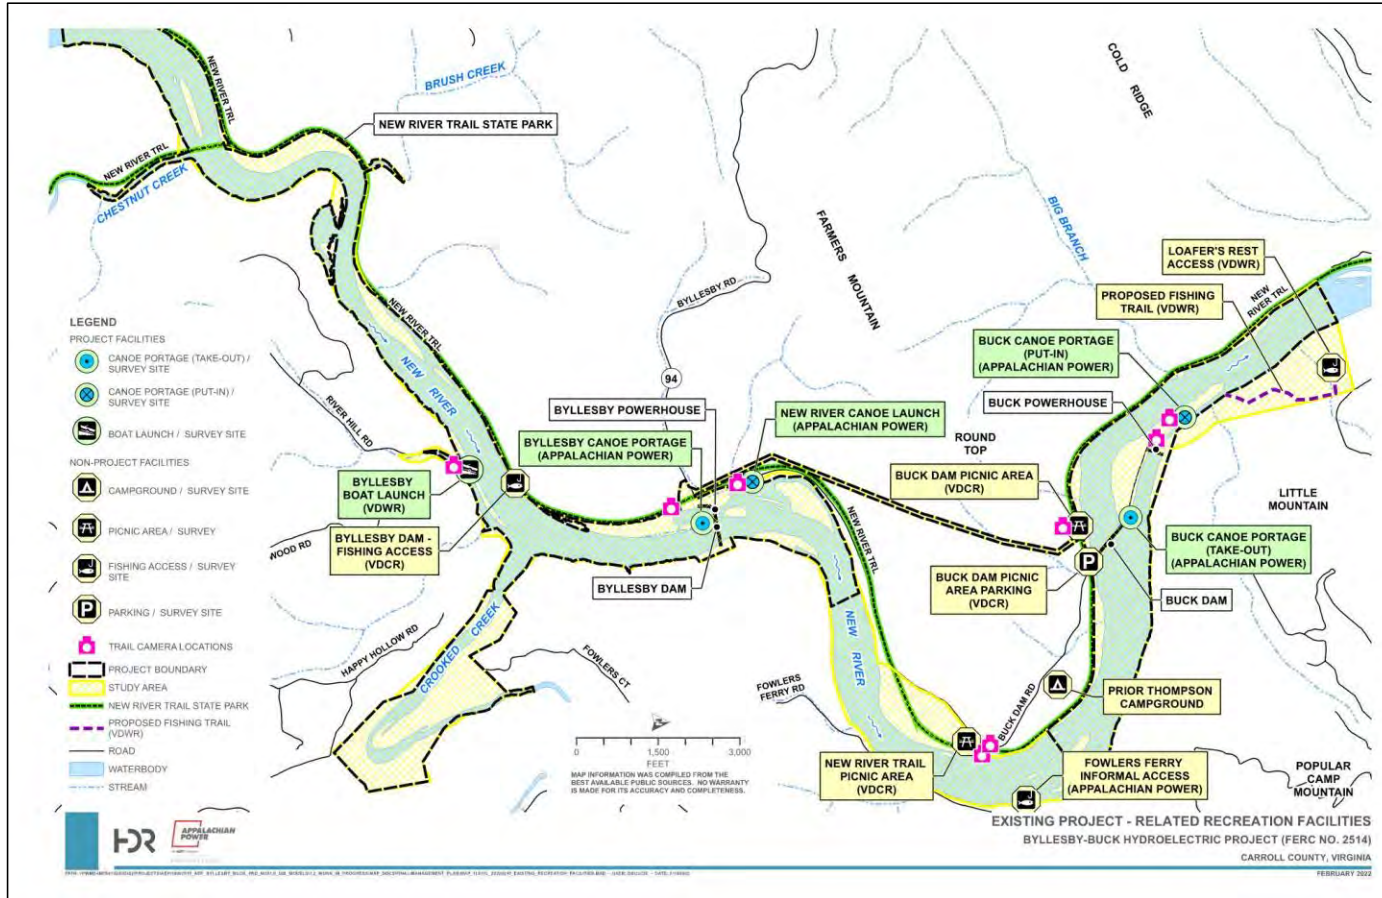 BRUSH CREEK
COLD RIDGE
NEW RIVER TRL
NEW RIVER TRAIL STATE PARK
NEW RIVER TRL
CHESTNUT CREEK
FARMERS MOUNTAIN
BIG BRANCH
LOAFER'S REST
ACCESS (VDWR)
PROPOSED FISHING
TRAIL (VDWR)
NEW
RIVER TRL
BYLLESBY RD
NEW RIVER TRL
NEW RIVER
94
BUCK CANOE PORTAGE
(PUT-IN)
(APPALACHIAN POWER)
BUCK POWERHOUSE
BYLLESBY POWERHOUSE
NEW RIVER CANOE LAUNCH
(APPALACHIAN POWER)
BYLLESBY CANOE PORTAGE
(APPALACHIAN POWER)
ROUND
TOP
BUCK DAM PICNIC AREA
(VDCR)
LITTLE
MOUNTAIN
RIVER HILL RD
BYLLESBY
BOAT LAUNCH
(VDWR)
WOOD RD
BYLLESBY DAM -
FISHING ACCESS
(VDCR)
NEW RIVER TRL
BUCK CANOE PORTAGE
(TAKE-OUT)
(APPALACHIAN POWER)
BUCK DAM PICNIC
AREA PARKING
(VDCR)
P
BYLLESBY DAM
BUCK DAM
NEW RIVER
HAPPY HOLLOW RD
CROOKED CREEK
FOWLERS CT
FOWLERS
FERRY RD
BUCK DAM RD
PRIOR THOMPSON
CAMPGROUND
NEW RIVER TRAIL
PICNIC AREA
(VDCR)
FOWLERS FERRY
INFORMAL ACCESS
(APPALACHIAN POWER)
POPULAR
CAMP
MOUNTAIN
LEGEND
PROJECT FACILITIES
CANOE PORTAGE (TAKE-OUT) /
SURVEY SITE
CANOE PORTAGE (PUT-IN) /
SURVEY SITE
BOAT LAUNCH / SURVEY SITE
NON-PROJECT FACILITIES
CAMPGROUND / SURVEY SITE
PICNIC AREA / SURVEY
FISHING ACCESS / SURVEY
SITE
P
PARKING / SURVEY SITE
TRAIL CAMERA LOCATIONS
PROJECT BOUNDARY
STUDY AREA
NEW RIVER TRAIL STATE PARK
PROPOSED FISHING TRAIL
(VDWR)
ROAD
WATERBODY
STREAM
0 1,500 3,000
FEET
MAP INFORMATION WAS COMPILED FROM THE
BEST AVAILABLE PUBLIC SOURCES. NO WARRANTY
IS MADE FOR ITS ACCURACY AND COMPLETENESS.
HDR
APPALACHIAN
POWER
EXISTING PROJECT - RELATED RECREATION FACILITIES
BYLLESBY-BUCK HYDROELECTRIC PROJECT (FERC NO. 2514)
CARROLL COUNTY, VIRGINIA
FEBRUARY 2022